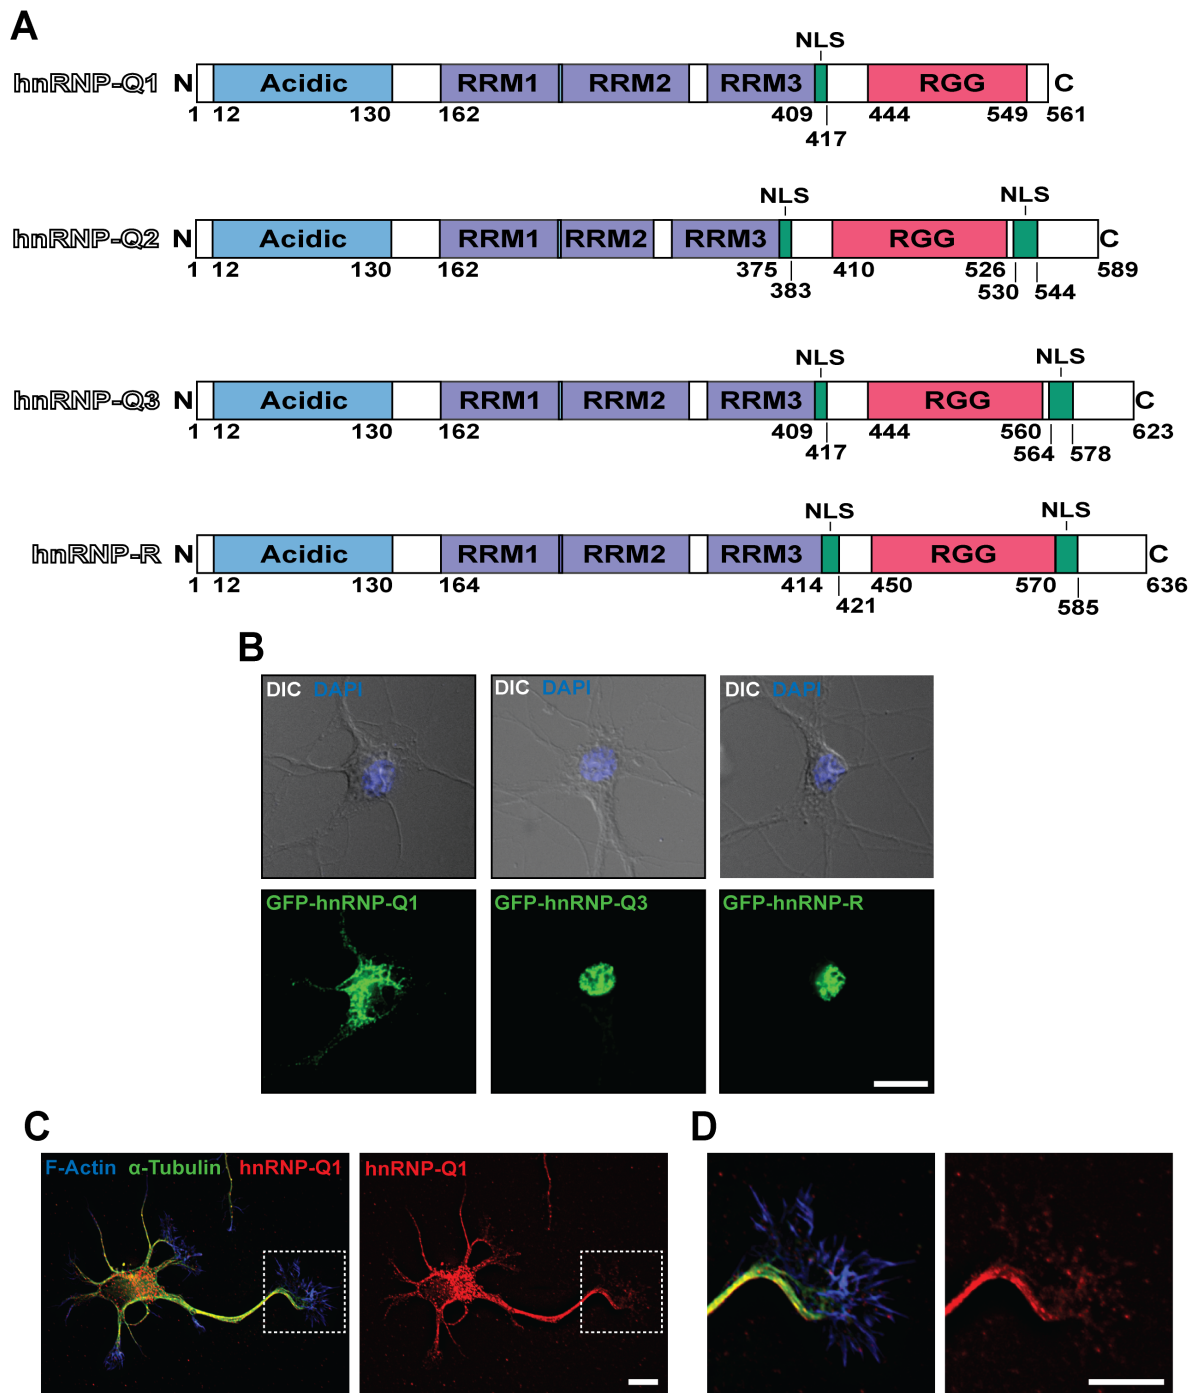 A
NLS
hnRNP-Q1 N Acidic RRM1 RRM2 RRM3 RGG C
1 12 130 162 409 444 549 561
417
NLS NLS
hnRNP-Q2 N Acidic RRM1 RRM2 RRM3 RGG C
1 12 130 162 375 410 526 589
383 530 544
NLS NLS
hnRNP-Q3 N Acidic RRM1 RRM2 RRM3 RGG C
1 12 130 162 409 444 560 623
417 564 578
NLS NLS
hnRNP-R N Acidic RRM1 RRM2 RRM3 RGG C
1 12 130 164 414 450 570 636
421 585
B
DIC DAPI DIC DAPI DIC DAPI
GFP-hnRNP-Q1 GFP-hnRNP-Q3 GFP-hnRNP-R
C D
F-Actin α-Tubulin hnRNP-Q1 hnRNP-Q1